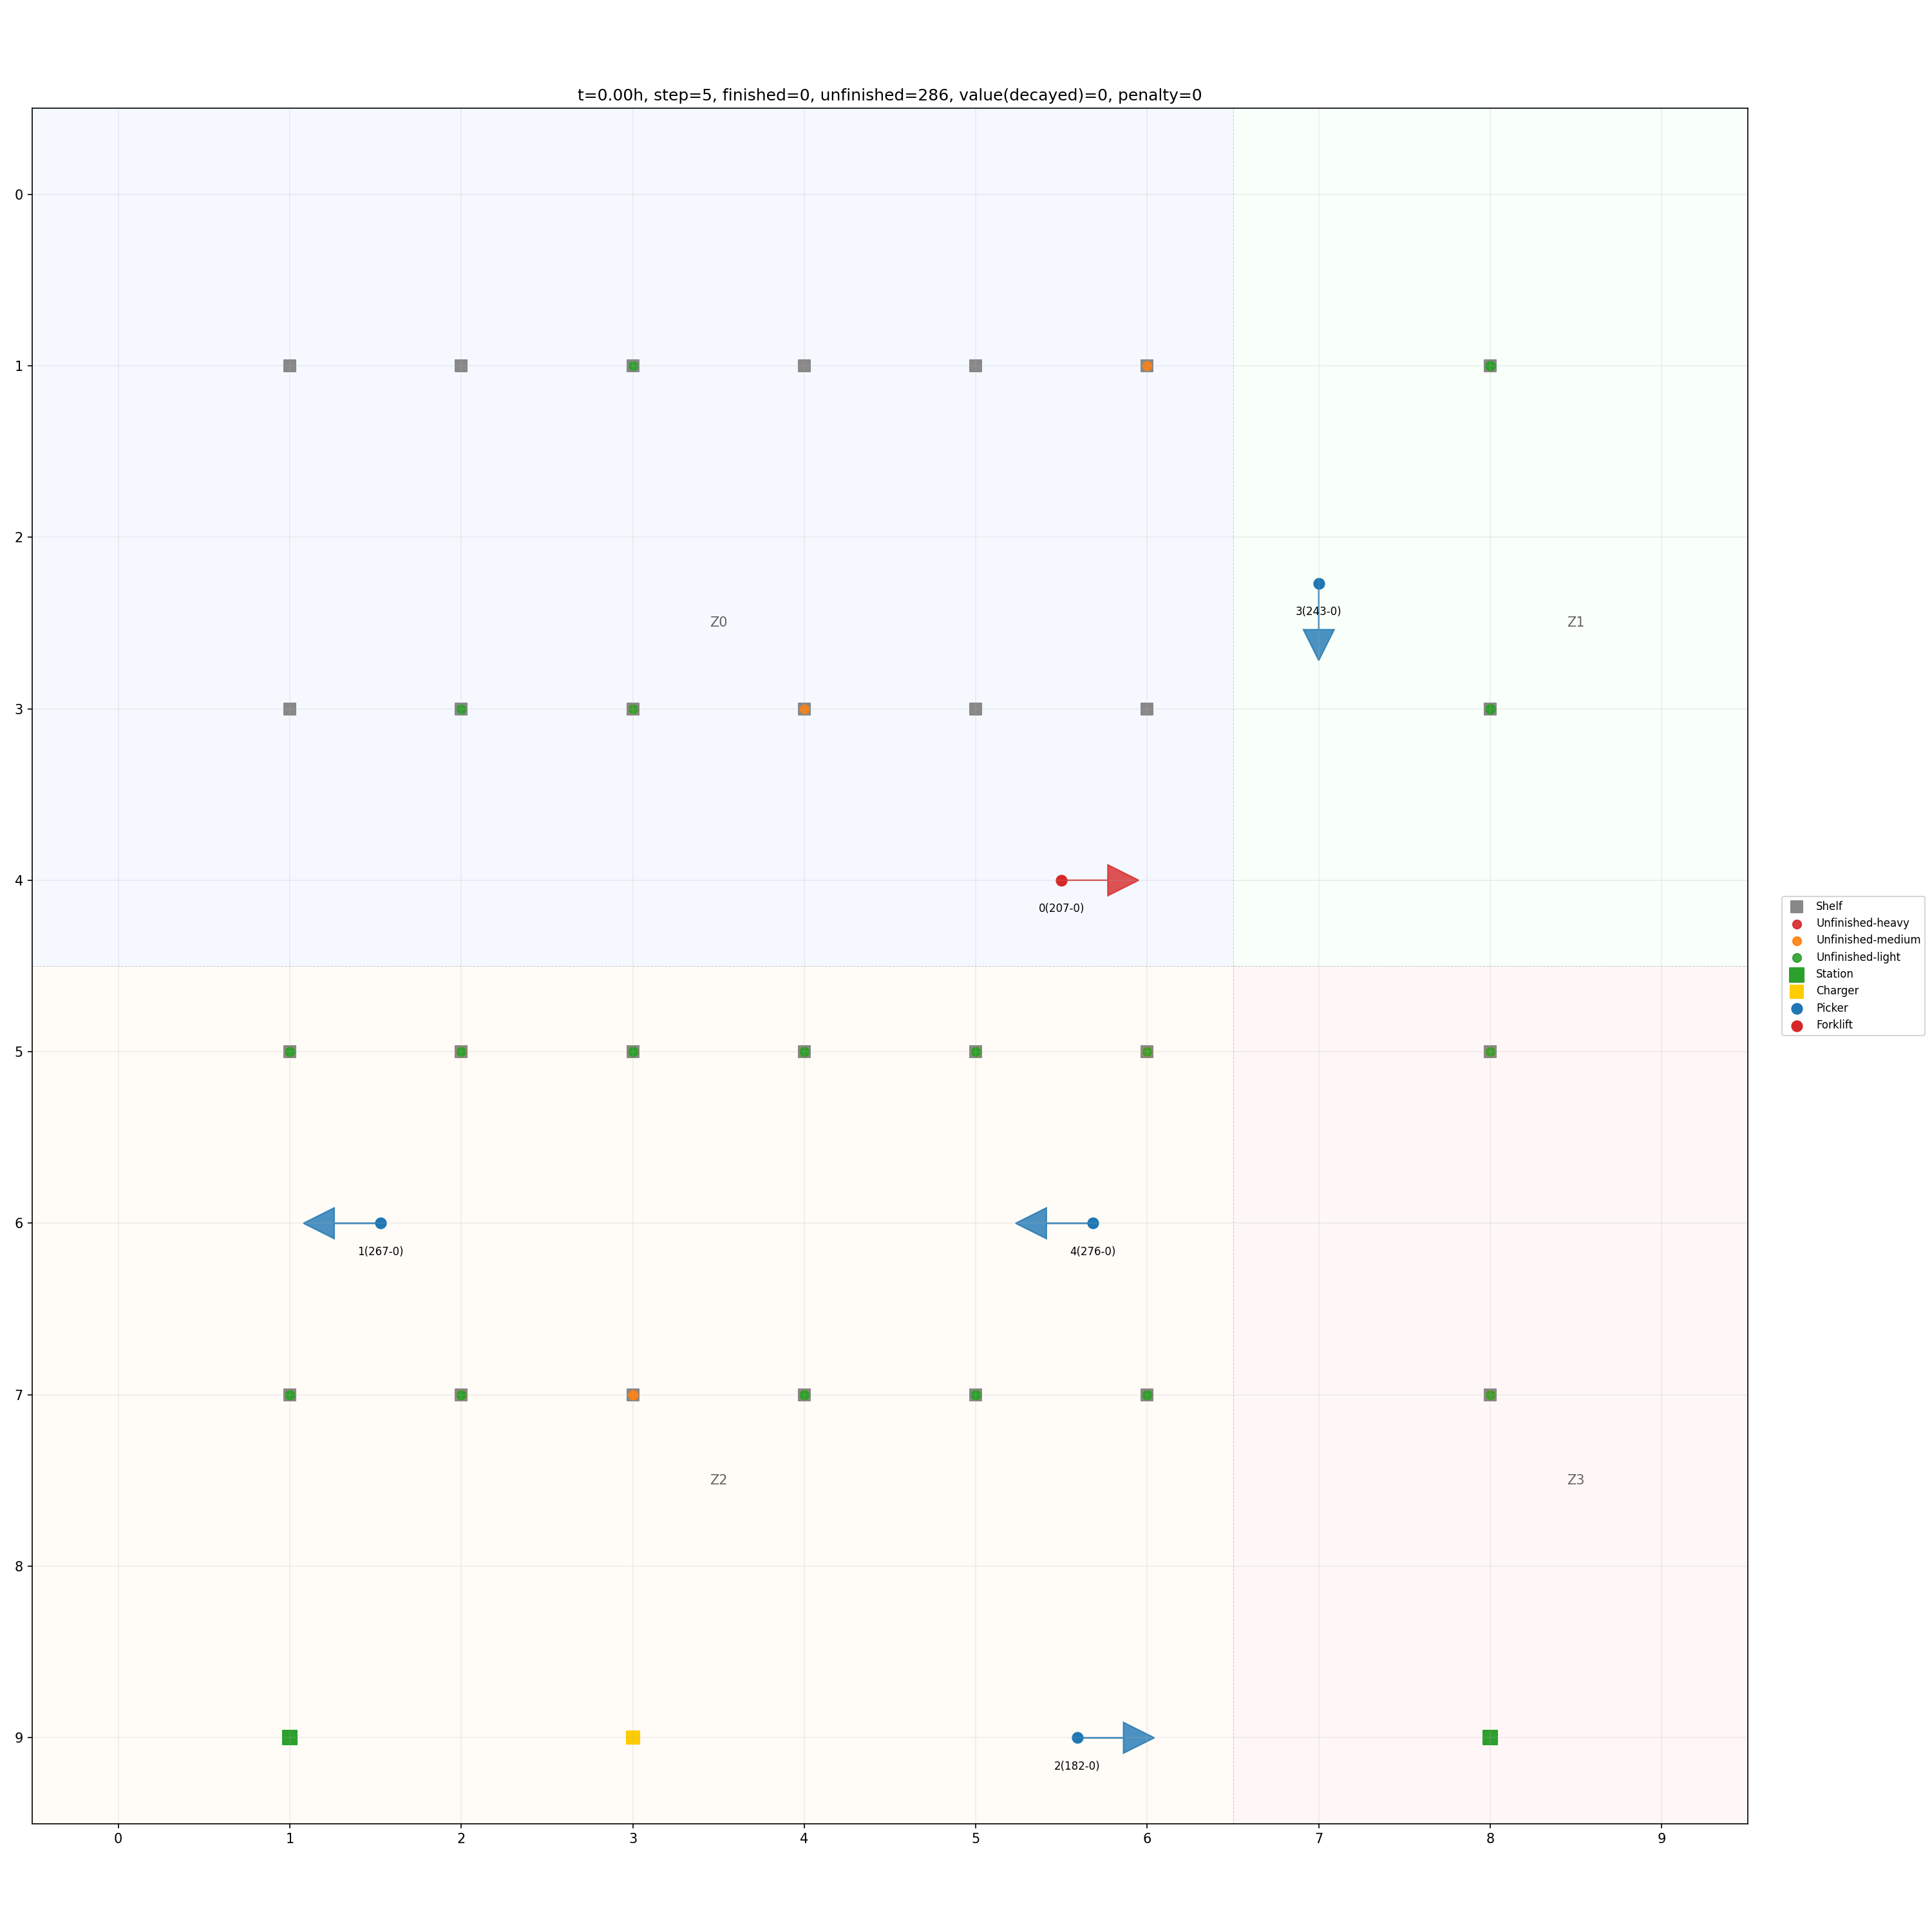 t=0.00h, step=5, finished=0, unfinished=286, value(decayed)=0, penalty=0
0
1
2
3(243-0)
Z0
Z1
3
4
0(207-0)
Shelf
Unfinished-heavy
Unfinished-medium
Unfinished-light
Station
Charger
Picker
Forklift
5
6
1(267-0)
4(276-0)
7
Z2
Z3
8
9
2(182-0)
0
1
2
3
4
5
6
7
8
9